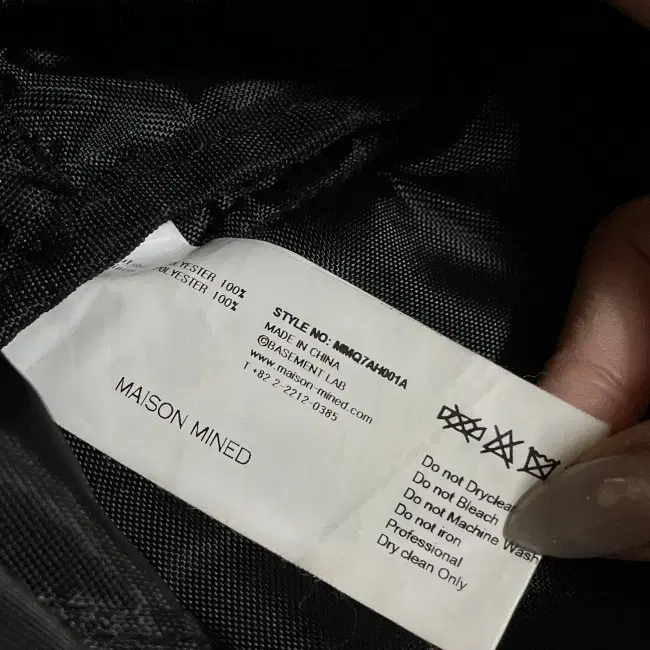 POLYESTER 100%
POLYESTER 100%
STYLE NO: MMQ7AH001A
MADE IN CHINA
©BASEMENT LAB
www.maison-mined.com
T +82 2-2212-0385
MAISON MINED
Do not Dryclea
Do not Bleach
Do not Machine Wash
Do not iron
Professional
Dry clean Only